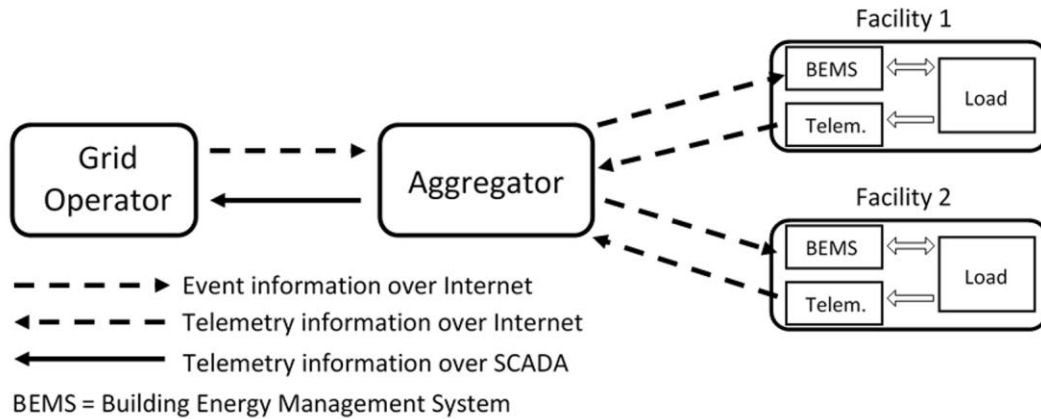 Facility 1
BEMS
Load
Telem.
Grid
Operator
Aggregator
Facility 2
BEMS
Load
Telem.
Event information over Internet
Telemetry information over Internet
Telemetry information over SCADA
BEMS = Building Energy Management System